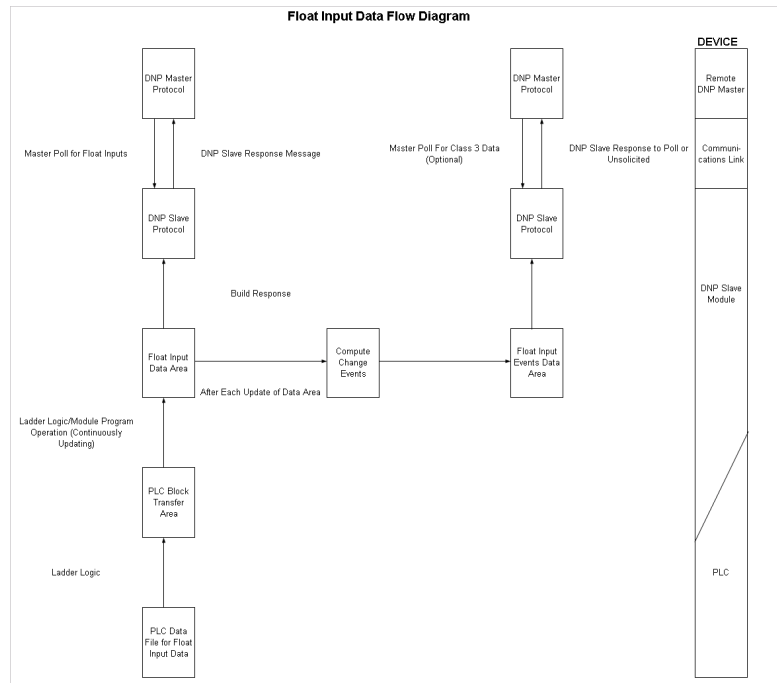 Float Input Data Flow Diagram
DEVICE
DNP Master
Protocol
DNP Master
Protocol
Remote
DNP Master
Master Poll for Float Inputs
DNP Slave Response Message
Master Poll For Class 3 Data
(Optional)
DNP Slave Response to Poll or
Unsolicited
Communi-
cations Link
DNP Slave
Protocol
DNP Slave
Protocol
Build Response
DNP Slave
Module
Float Input
Data Area
Compute
Change
Events
Float Input
Events Data
Area
After Each Update of Data Area
Ladder Logic/Module Program
Operation (Continuously
Updating)
PLC Block
Transfer
Area
Ladder Logic
PLC
PLC Data
File for Float
Input Data